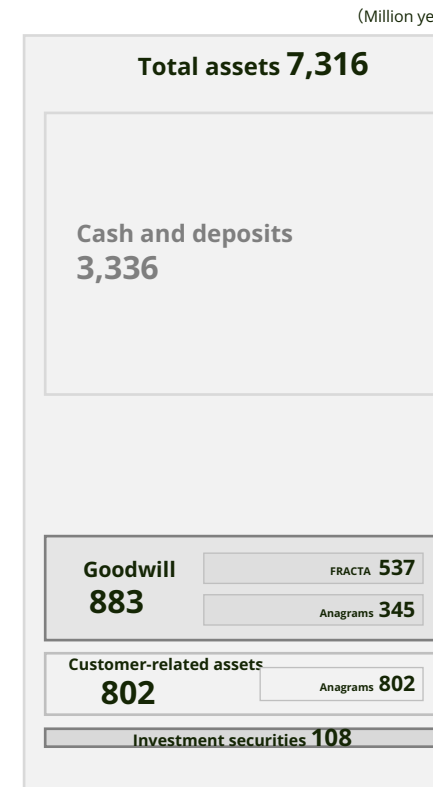 （Million ye
Total assets 7,316
Cash and deposits
3,336
Goodwill
883
FRACTA 537
Anagrams 345
Customer-related assets
802
Anagrams 802
Investment securities 108